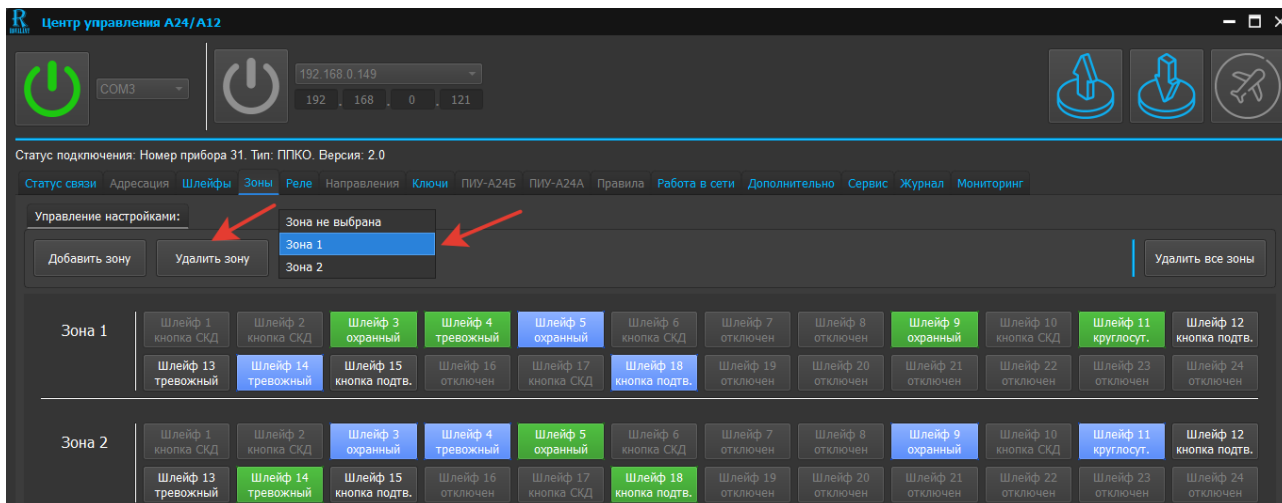 Центр управления A24/A12
COM3
192.168.0.149
192 . 168 . 0 . 121
Статус подключения: Номер прибора 31. Тип: ППКО. Версия: 2.0
Статус связи Адресация Шлейфы Зоны Реле Направления Ключи ПИУ-А24Б ПИУ-А24А Правила Работа в сети Дополнительно Сервис Журнал Мониторинг
Управление настройками:
Добавить зону
Удалить зону
Зона не выбрана
Зона 1
Зона 2
Удалить все зоны
Зона 1
Шлейф 1 Шлейф 2 Шлейф 3 Шлейф 4 Шлейф 5 Шлейф 6 Шлейф 7 Шлейф 8 Шлейф 9 Шлейф 10 Шлейф 11 Шлейф 12
кнопка СКД кнопка СКД охранный тревожный охранный кнопка СКД отключен отключен охранный кнопка СКД круглосут. кнопка подтв.
Шлейф 13 Шлейф 14 Шлейф 15 Шлейф 16 Шлейф 17 Шлейф 18 Шлейф 19 Шлейф 20 Шлейф 21 Шлейф 22 Шлейф 23 Шлейф 24
тревожный тревожный кнопка подтв. отключен кнопка СКД кнопка подтв. отключен отключен отключен отключен отключен отключен
Зона 2
Шлейф 1 Шлейф 2 Шлейф 3 Шлейф 4 Шлейф 5 Шлейф 6 Шлейф 7 Шлейф 8 Шлейф 9 Шлейф 10 Шлейф 11 Шлейф 12
кнопка СКД кнопка СКД охранный тревожный охранный кнопка СКД отключен отключен охранный кнопка СКД круглосут. кнопка подтв.
Шлейф 13 Шлейф 14 Шлейф 15 Шлейф 16 Шлейф 17 Шлейф 18 Шлейф 19 Шлейф 20 Шлейф 21 Шлейф 22 Шлейф 23 Шлейф 24
тревожный тревожный кнопка подтв. отключен кнопка СКД кнопка подтв. отключен отключен отключен отключен отключен отключен